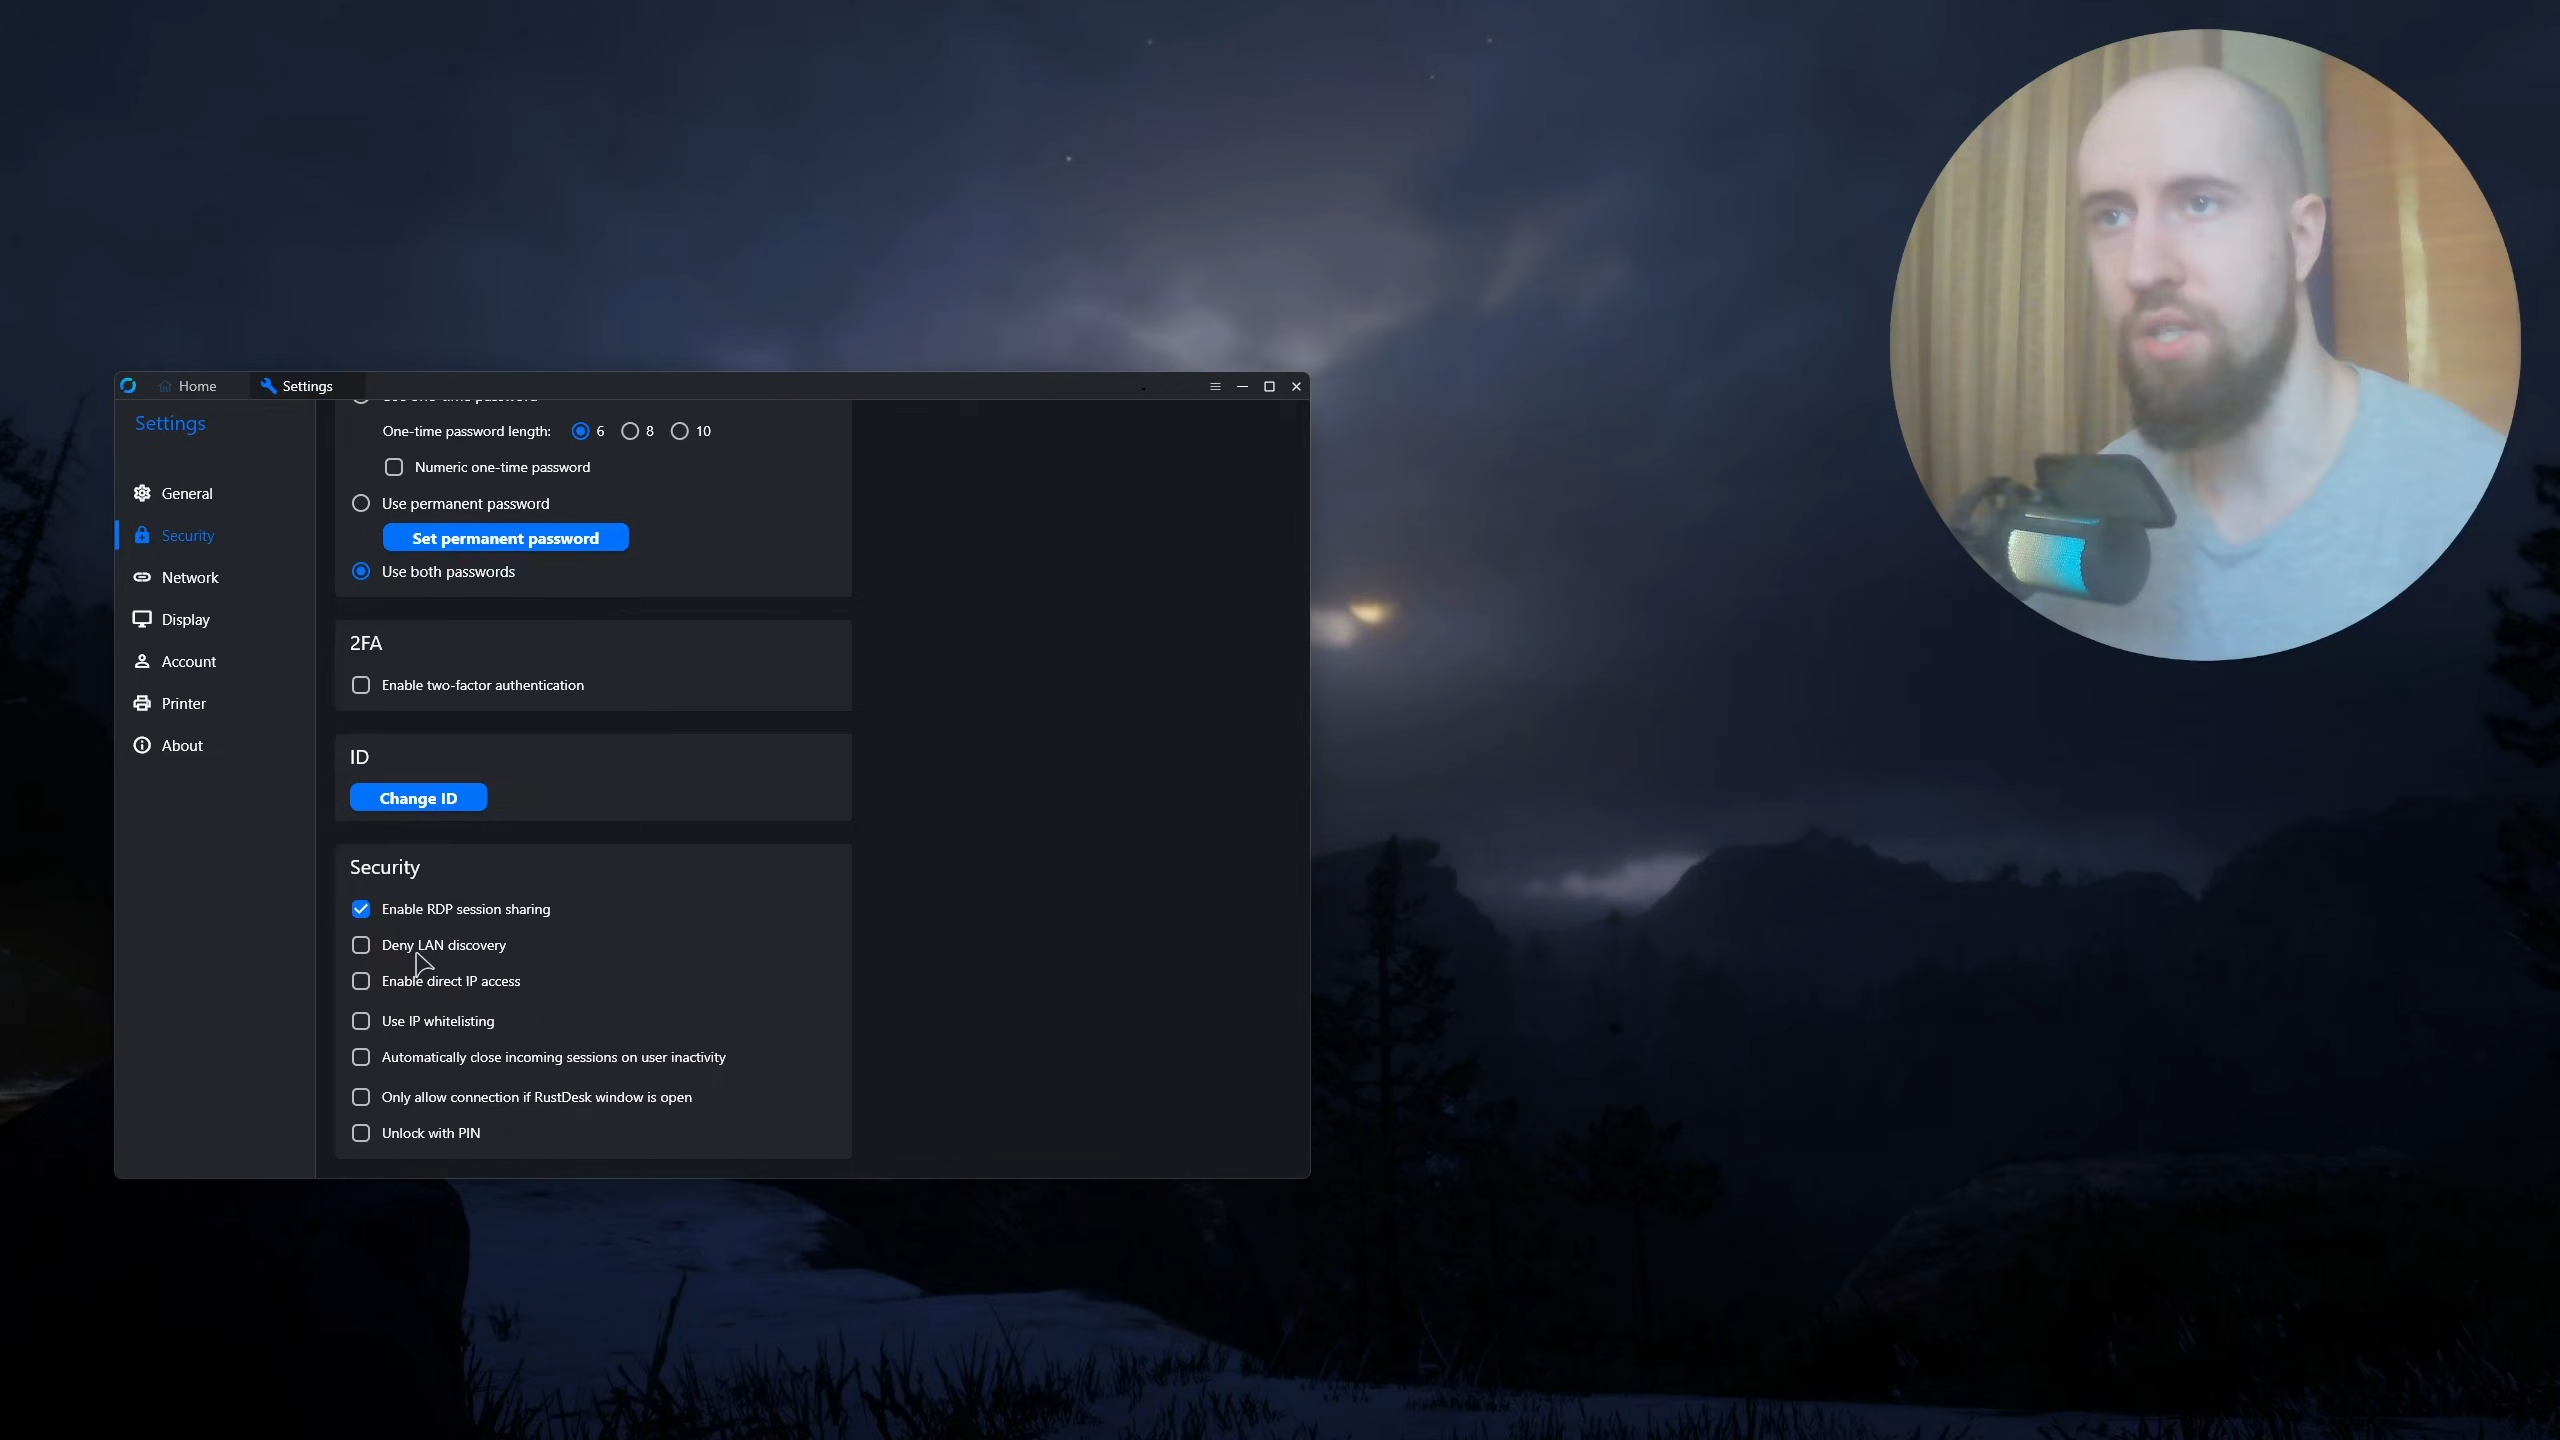 Home
Settings
Settings
General
Security
Network
Display
Account
Printer
About
One-time password length: 6 8 10
Numeric one-time password
Use permanent password
Set permanent password
Use both passwords
2FA
Enable two-factor authentication
ID
Change ID
Security
Enable RDP session sharing
Deny LAN discovery
Enable direct IP access
Use IP whitelisting
Automatically close incoming sessions on user inactivity
Only allow connection if RustDesk window is open
Unlock with PIN